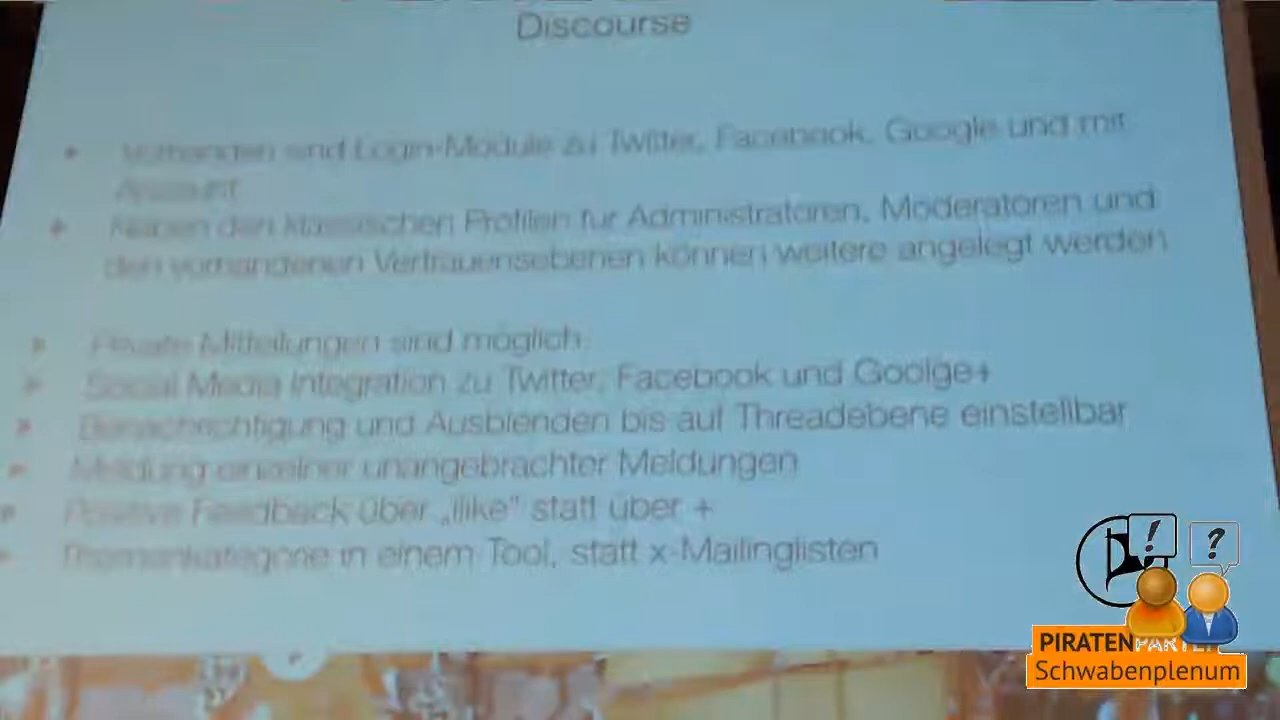 Discourse
Vorhanden sind Login-Module zu Twitter, Facebook, Google und mit
Account
Neben den klassischen Profilen für Administratoren, Moderatoren und
den vorhandenen Vertrauensebenen können weitere angelegt werden
Private Mitteilungen sind möglich.
Social Media Integration zu Twitter, Facebook und Goolge+
Benachrichtigung und Ausblenden bis auf Threadebene einstellbar
Meldung einzelner unangebrachter Meldungen
Positive Feedback über „like" statt über +
Themenkategorie in einem Tool, statt x-Mailinglisten
! ?
PIRATENPARTEI
Schwabenplenum